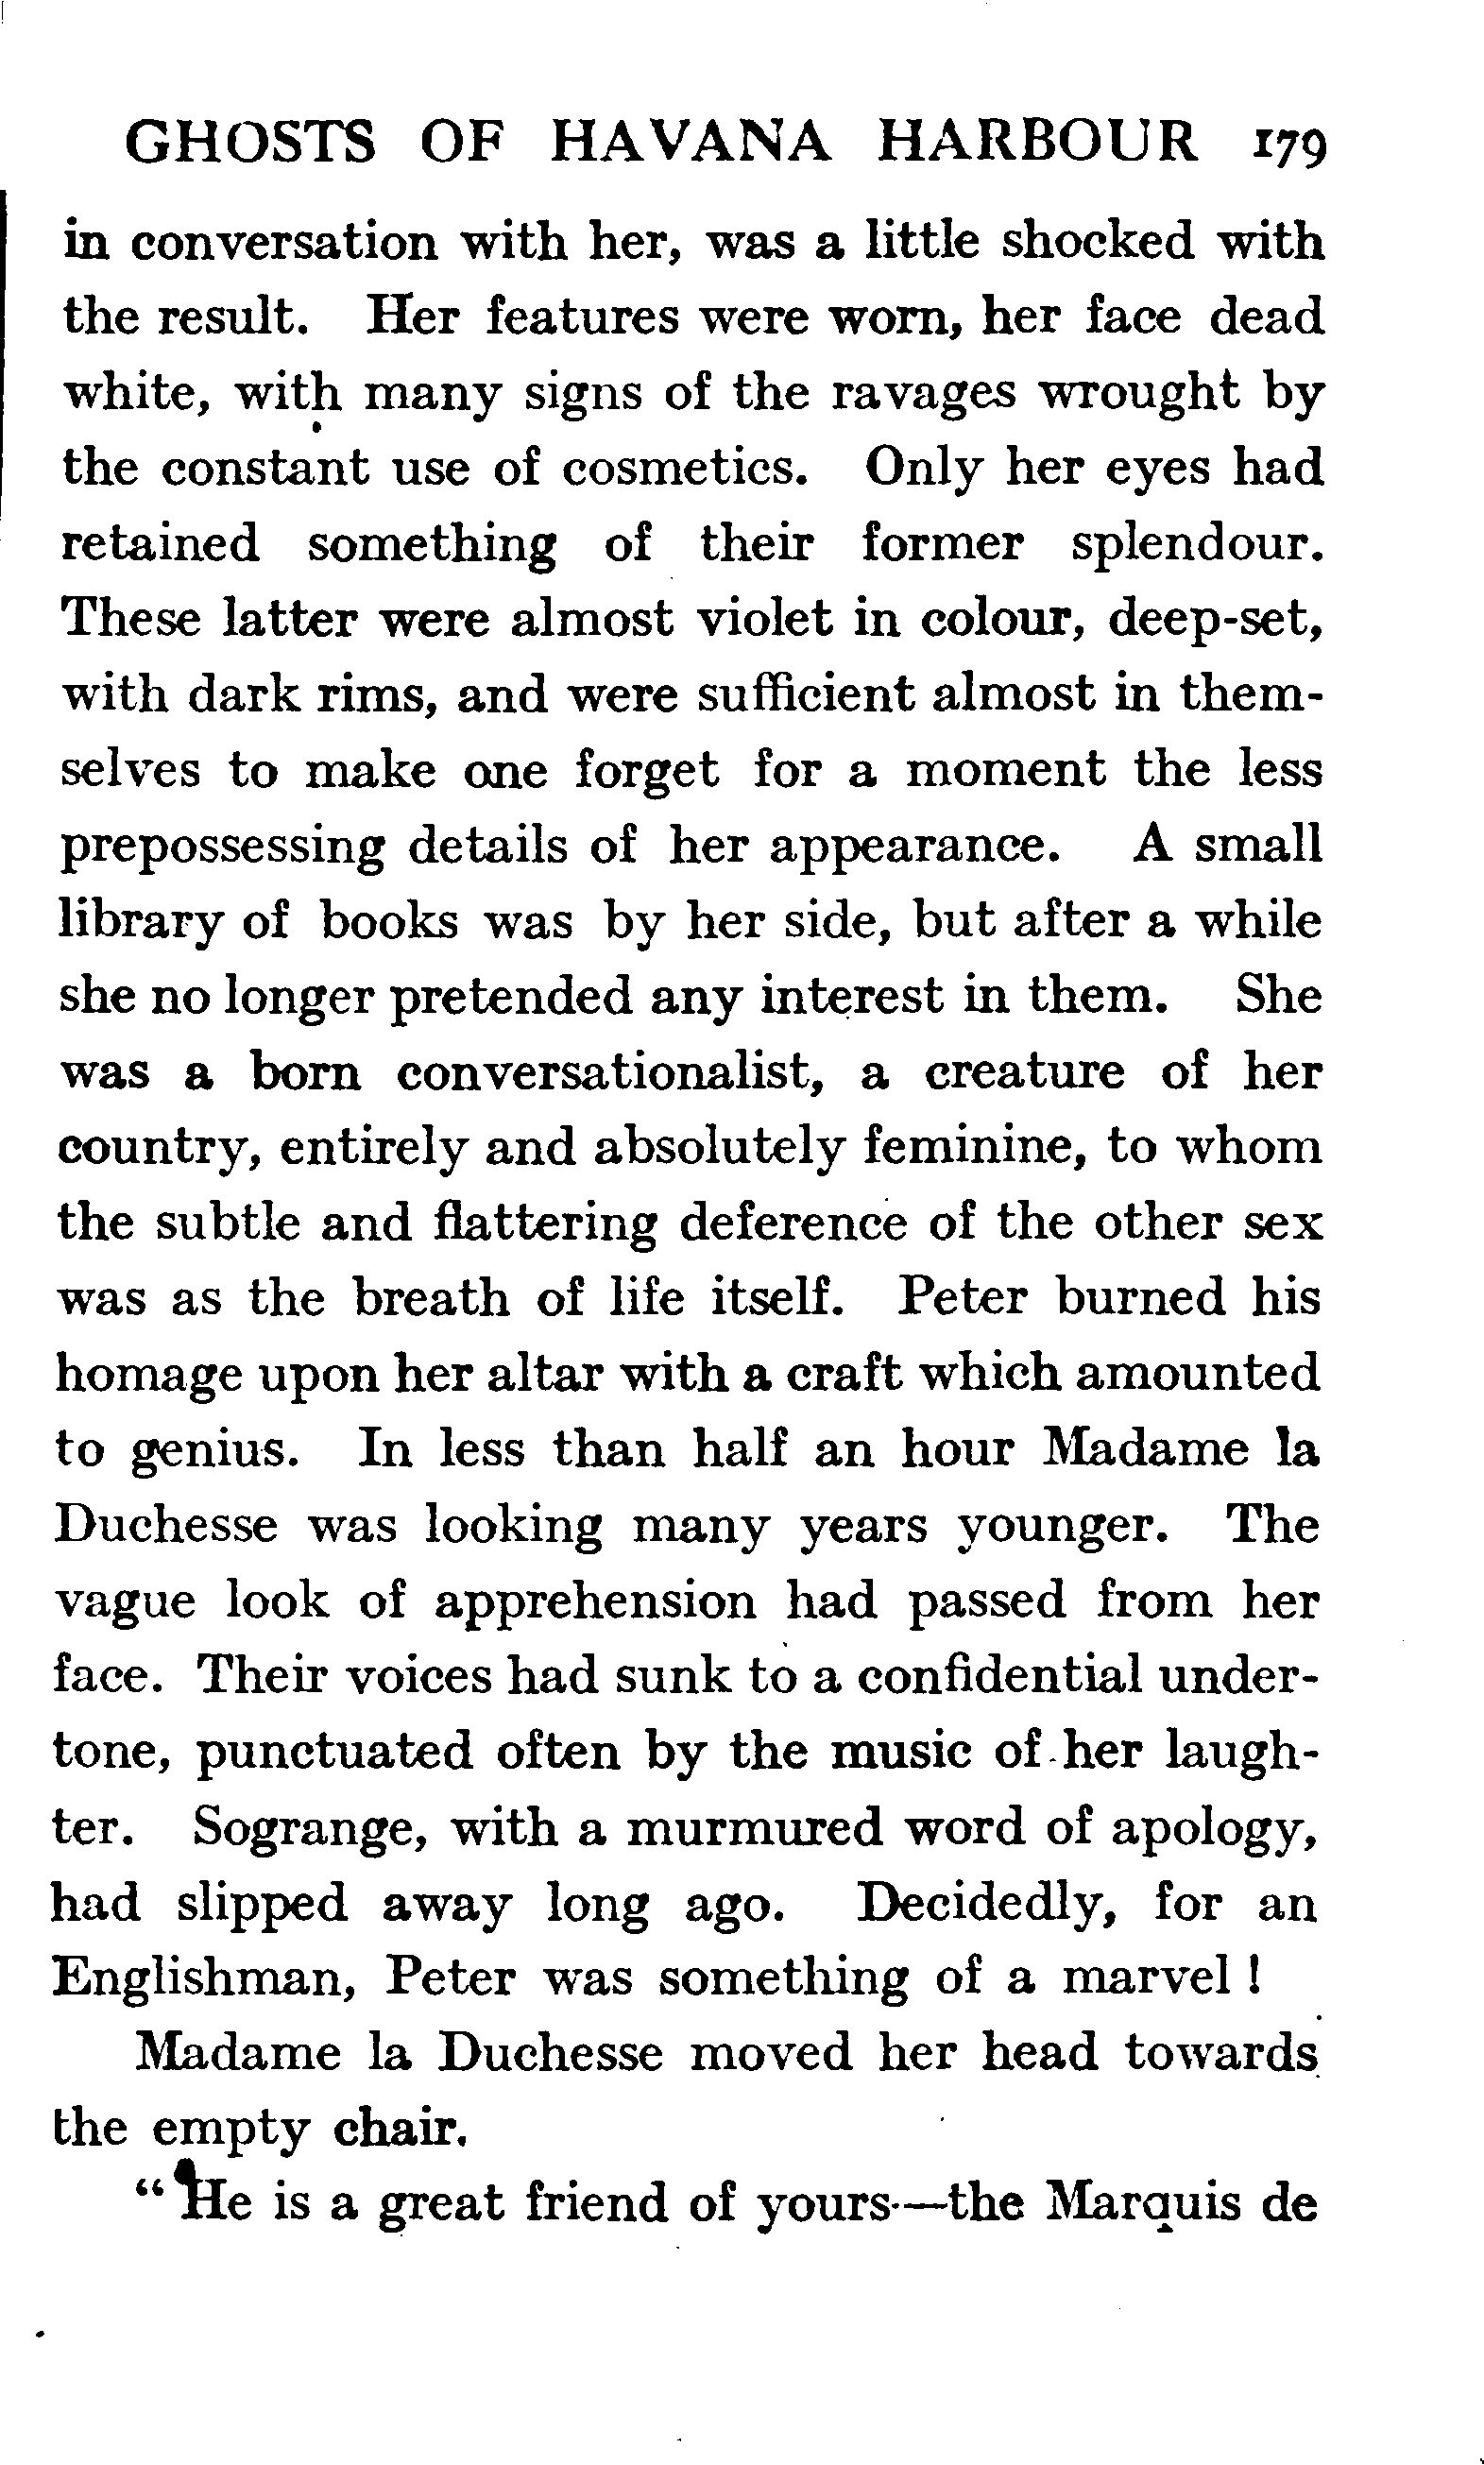 GHOSTS OF HAVANA HARBOUR 179
in conversation with her, was a little shocked with
the result. Her features were worn, her face dead
white, with many signs of the ravages wrought by
the constant use of cosmetics. Only her eyes had
retained something of their former splendour.
These latter were almost violet in colour, deep-set,
with dark rims, and were sufficient almost in them-
selves to make one forget for a moment the less
prepossessing details of her appearance. A small
library of books was by her side, but after a while
she no longer pretended any interest in them. She
was a born conversationalist, a creature of her
country, entirely and absolutely feminine, to whom
the subtle and flattering deference of the other sex
was as the breath of life itself. Peter burned his
homage upon her altar with a craft which amounted
to genius. In less than half an hour Madame la
Duchesse was looking many years younger. The
vague look of apprehension had passed from her
face. Their voices had sunk to a confidential under-
tone, punctuated often by the music of her laugh-
ter. Sogrange, with a murmured word of apology,
had slipped away long ago. Decidedly, for an
Englishman, Peter was something of a marvel !
Madame la Duchesse moved her head towards
the empty chair.
“ He is a great friend of yours—the Marquis de